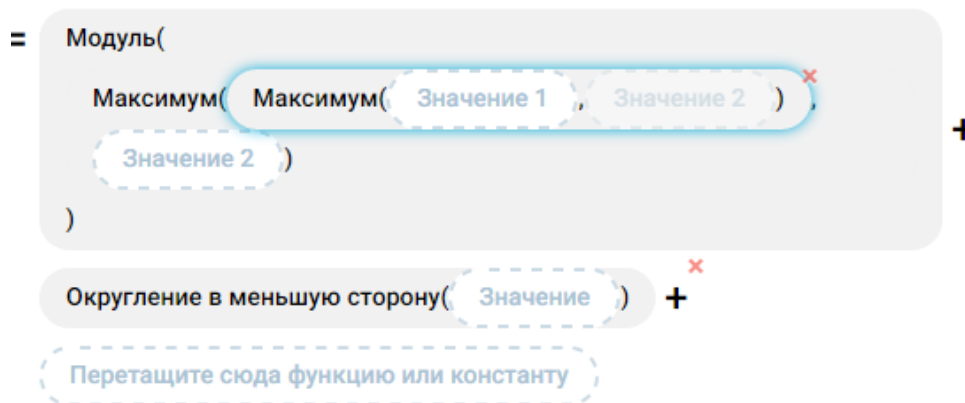 = Модуль(
Максимум( Максимум( Значение 1 , Значение 2 ) ,
Значение 2 )
+
)
Округление в меньшую сторону( Значение ) +
Перетащите сюда функцию или константу